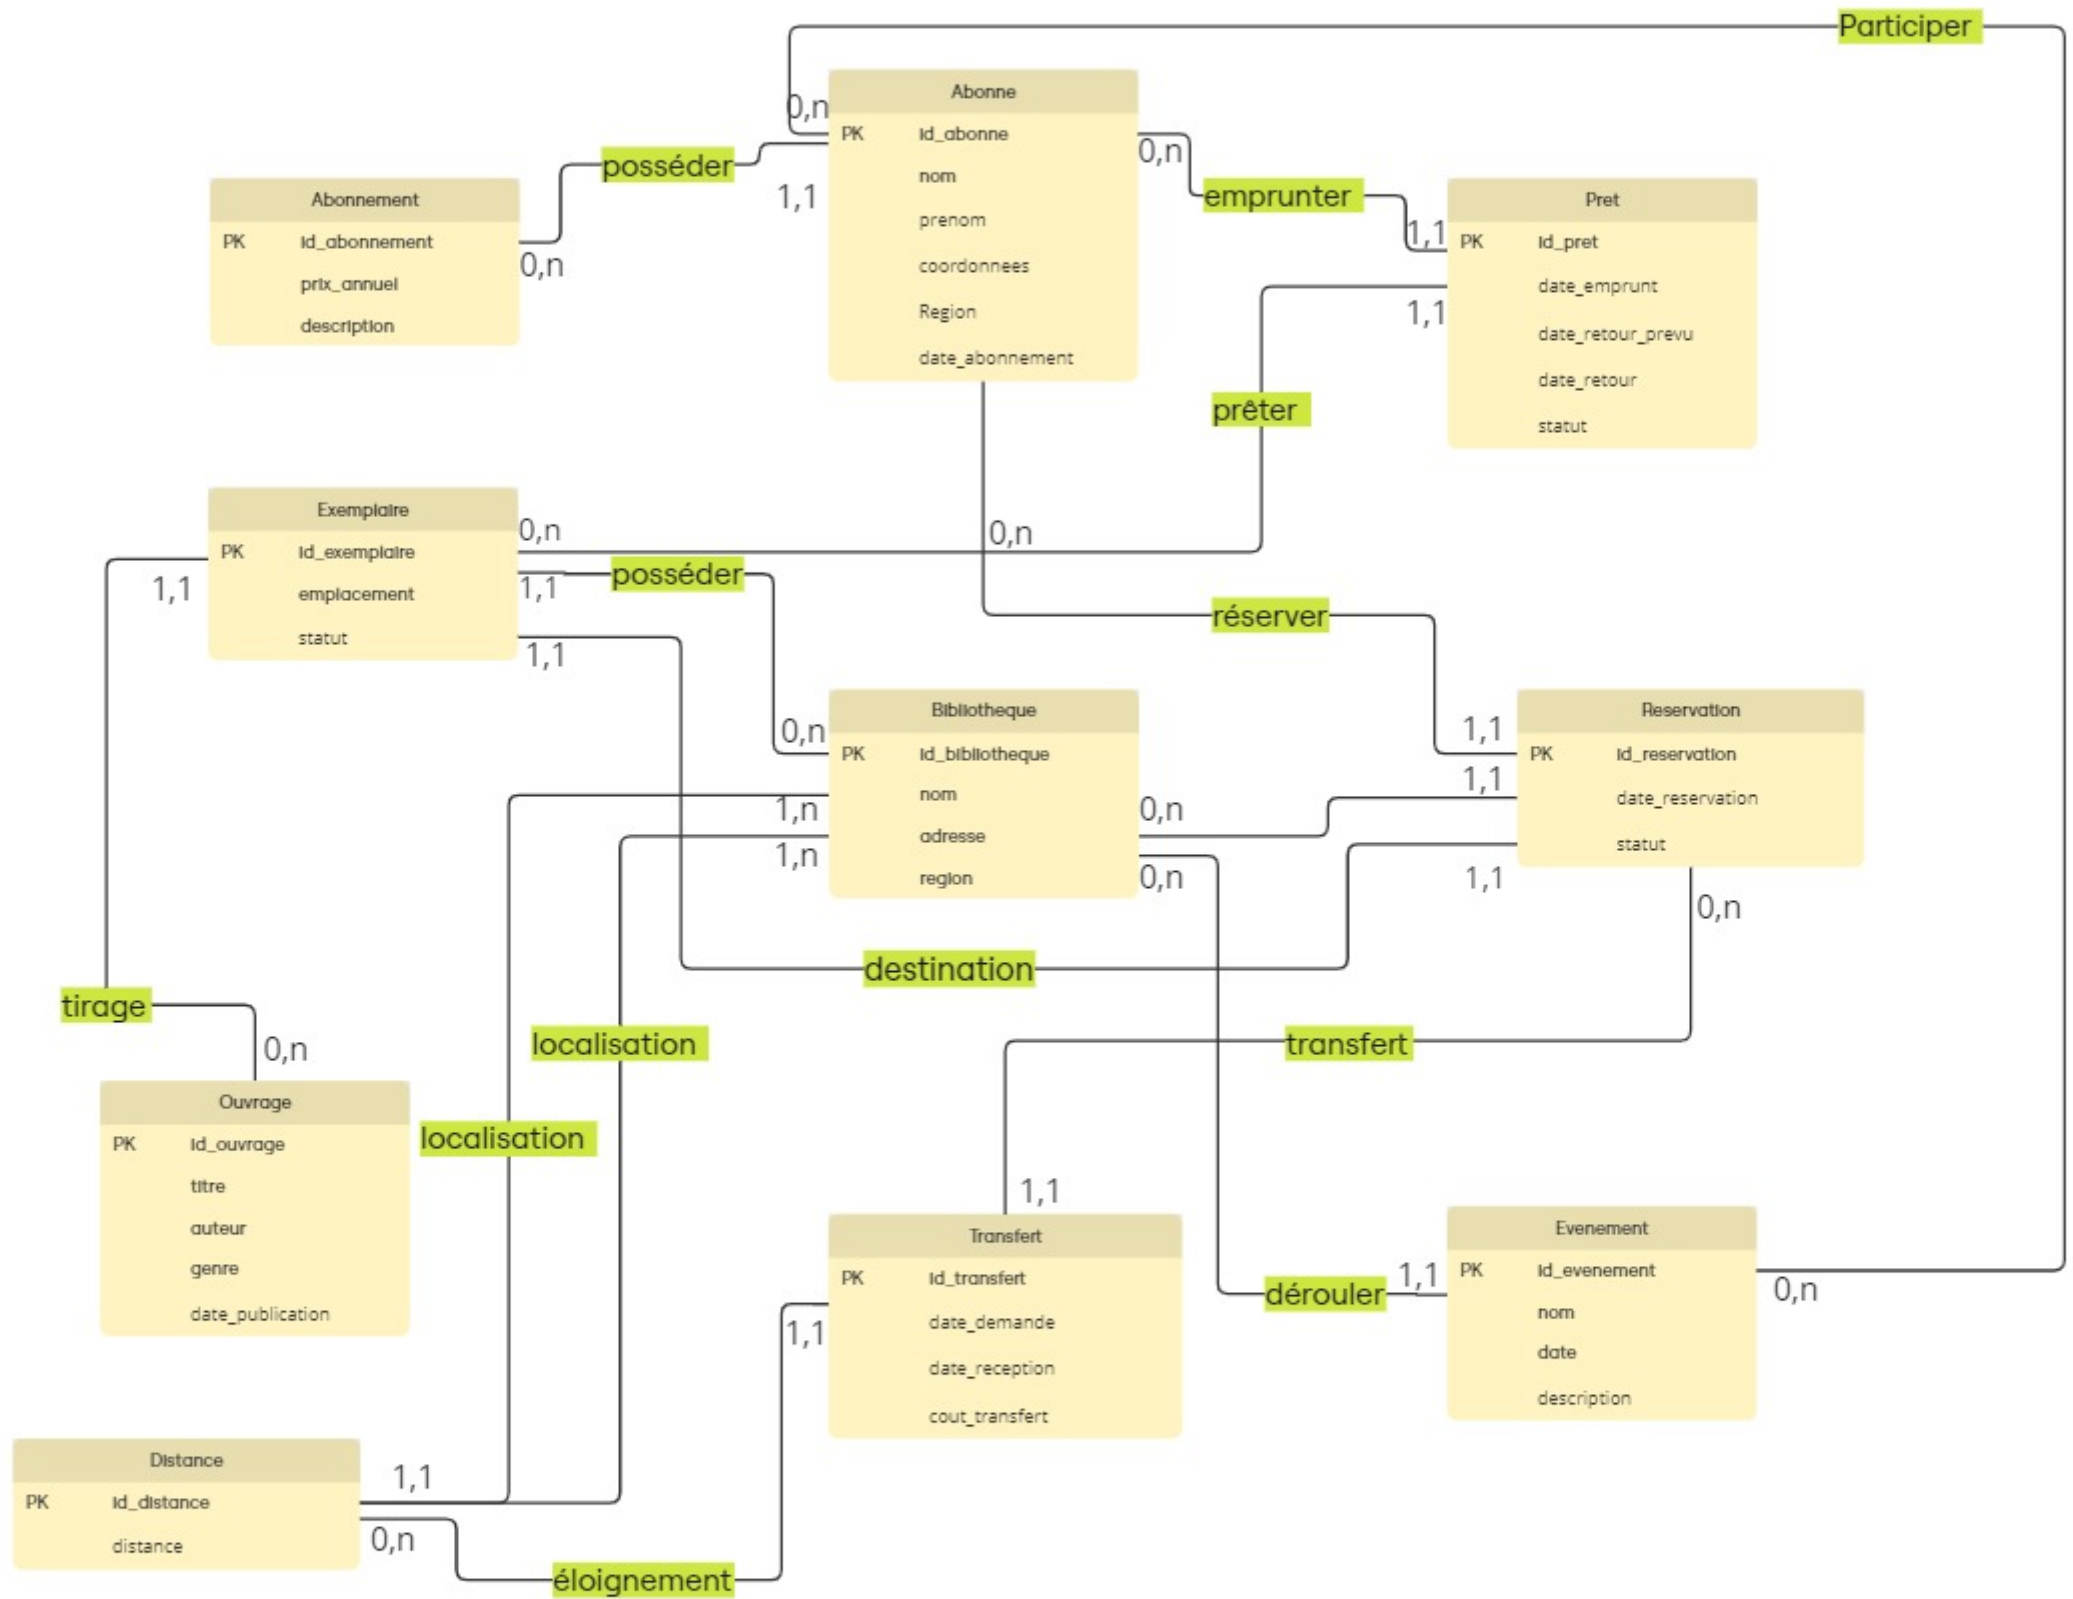 Participer
Abonne
0,n
PK id_abonne
nom
prenom
coordonnees
Region
date_abonnement
0,n
posséder
1,1
emprunter
Abonnement
PK id_abonnement
prix_annuel
description
0,n
Pret
1,1
PK id_pret
date_emprunt
date_retour_prevu
date_retour
statut
1,1
prêter
Exemplaire
PK id_exemplaire
emplacement
statut
0,n
0,n
1,1
posséder
1,1
1,1
réserver
Bibliotheque
0,n
PK id_bibliotheque
nom
adresse
region
1,n
1,n
0,n
0,n
Reservation
1,1
PK id_reservation
date_reservation
statut
1,1
1,1
0,n
destination
tirage
0,n
localisation
transfert
localisation
Ouvrage
PK id_ouvrage
titre
auteur
genre
date_publication
1,1
Transfert
PK id_transfert
date_demande
date_reception
cout_transfert
1,1
dérouler
1,1
Evenement
PK id_evenement
nom
date
description
0,n
Distance
PK id_distance
distance
1,1
0,n
éloignement